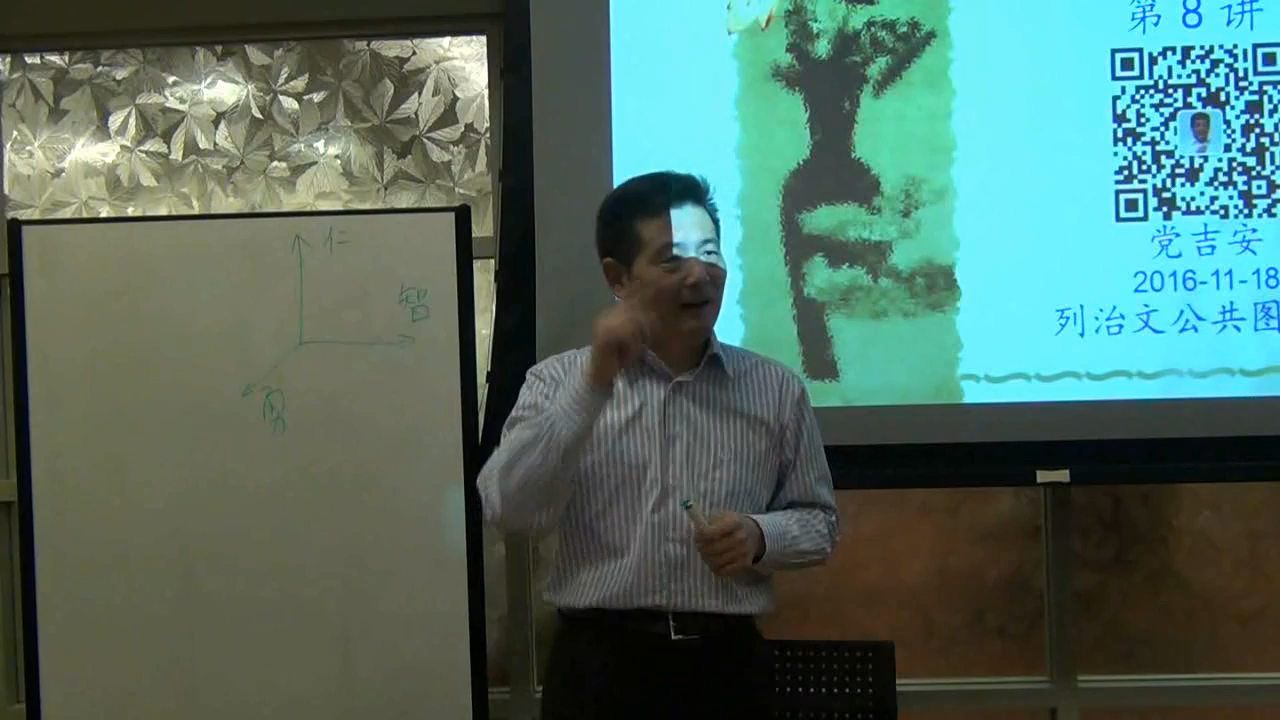 仁
智
勇
第 8 讲
党吉安
2016-11-18
列治文公共图